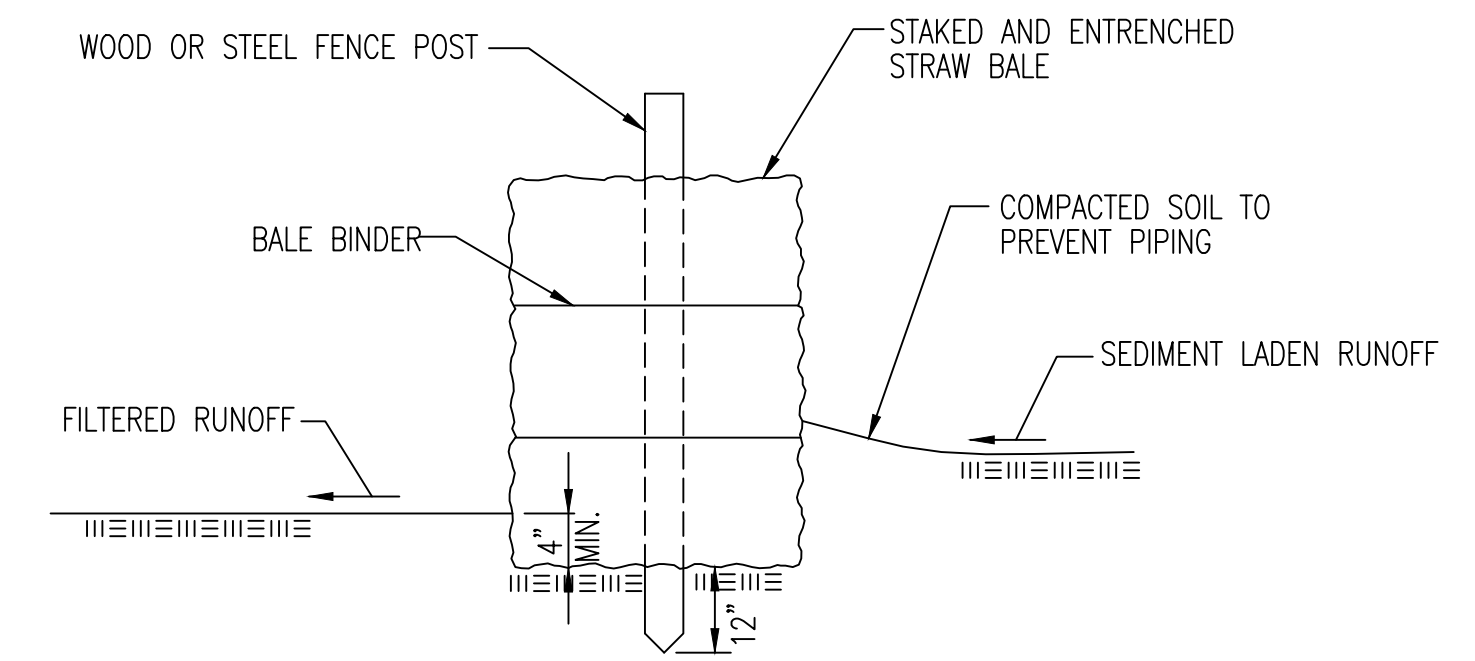 WOOD OR STEEL FENCE POST
STAKED AND ENTRENCHED
STRAW BALE
BALE BINDER
COMPACTED SOIL TO
PREVENT PIPING
SEDIMENT LADEN RUNOFF
FILTERED RUNOFF
4"
MIN.
12"